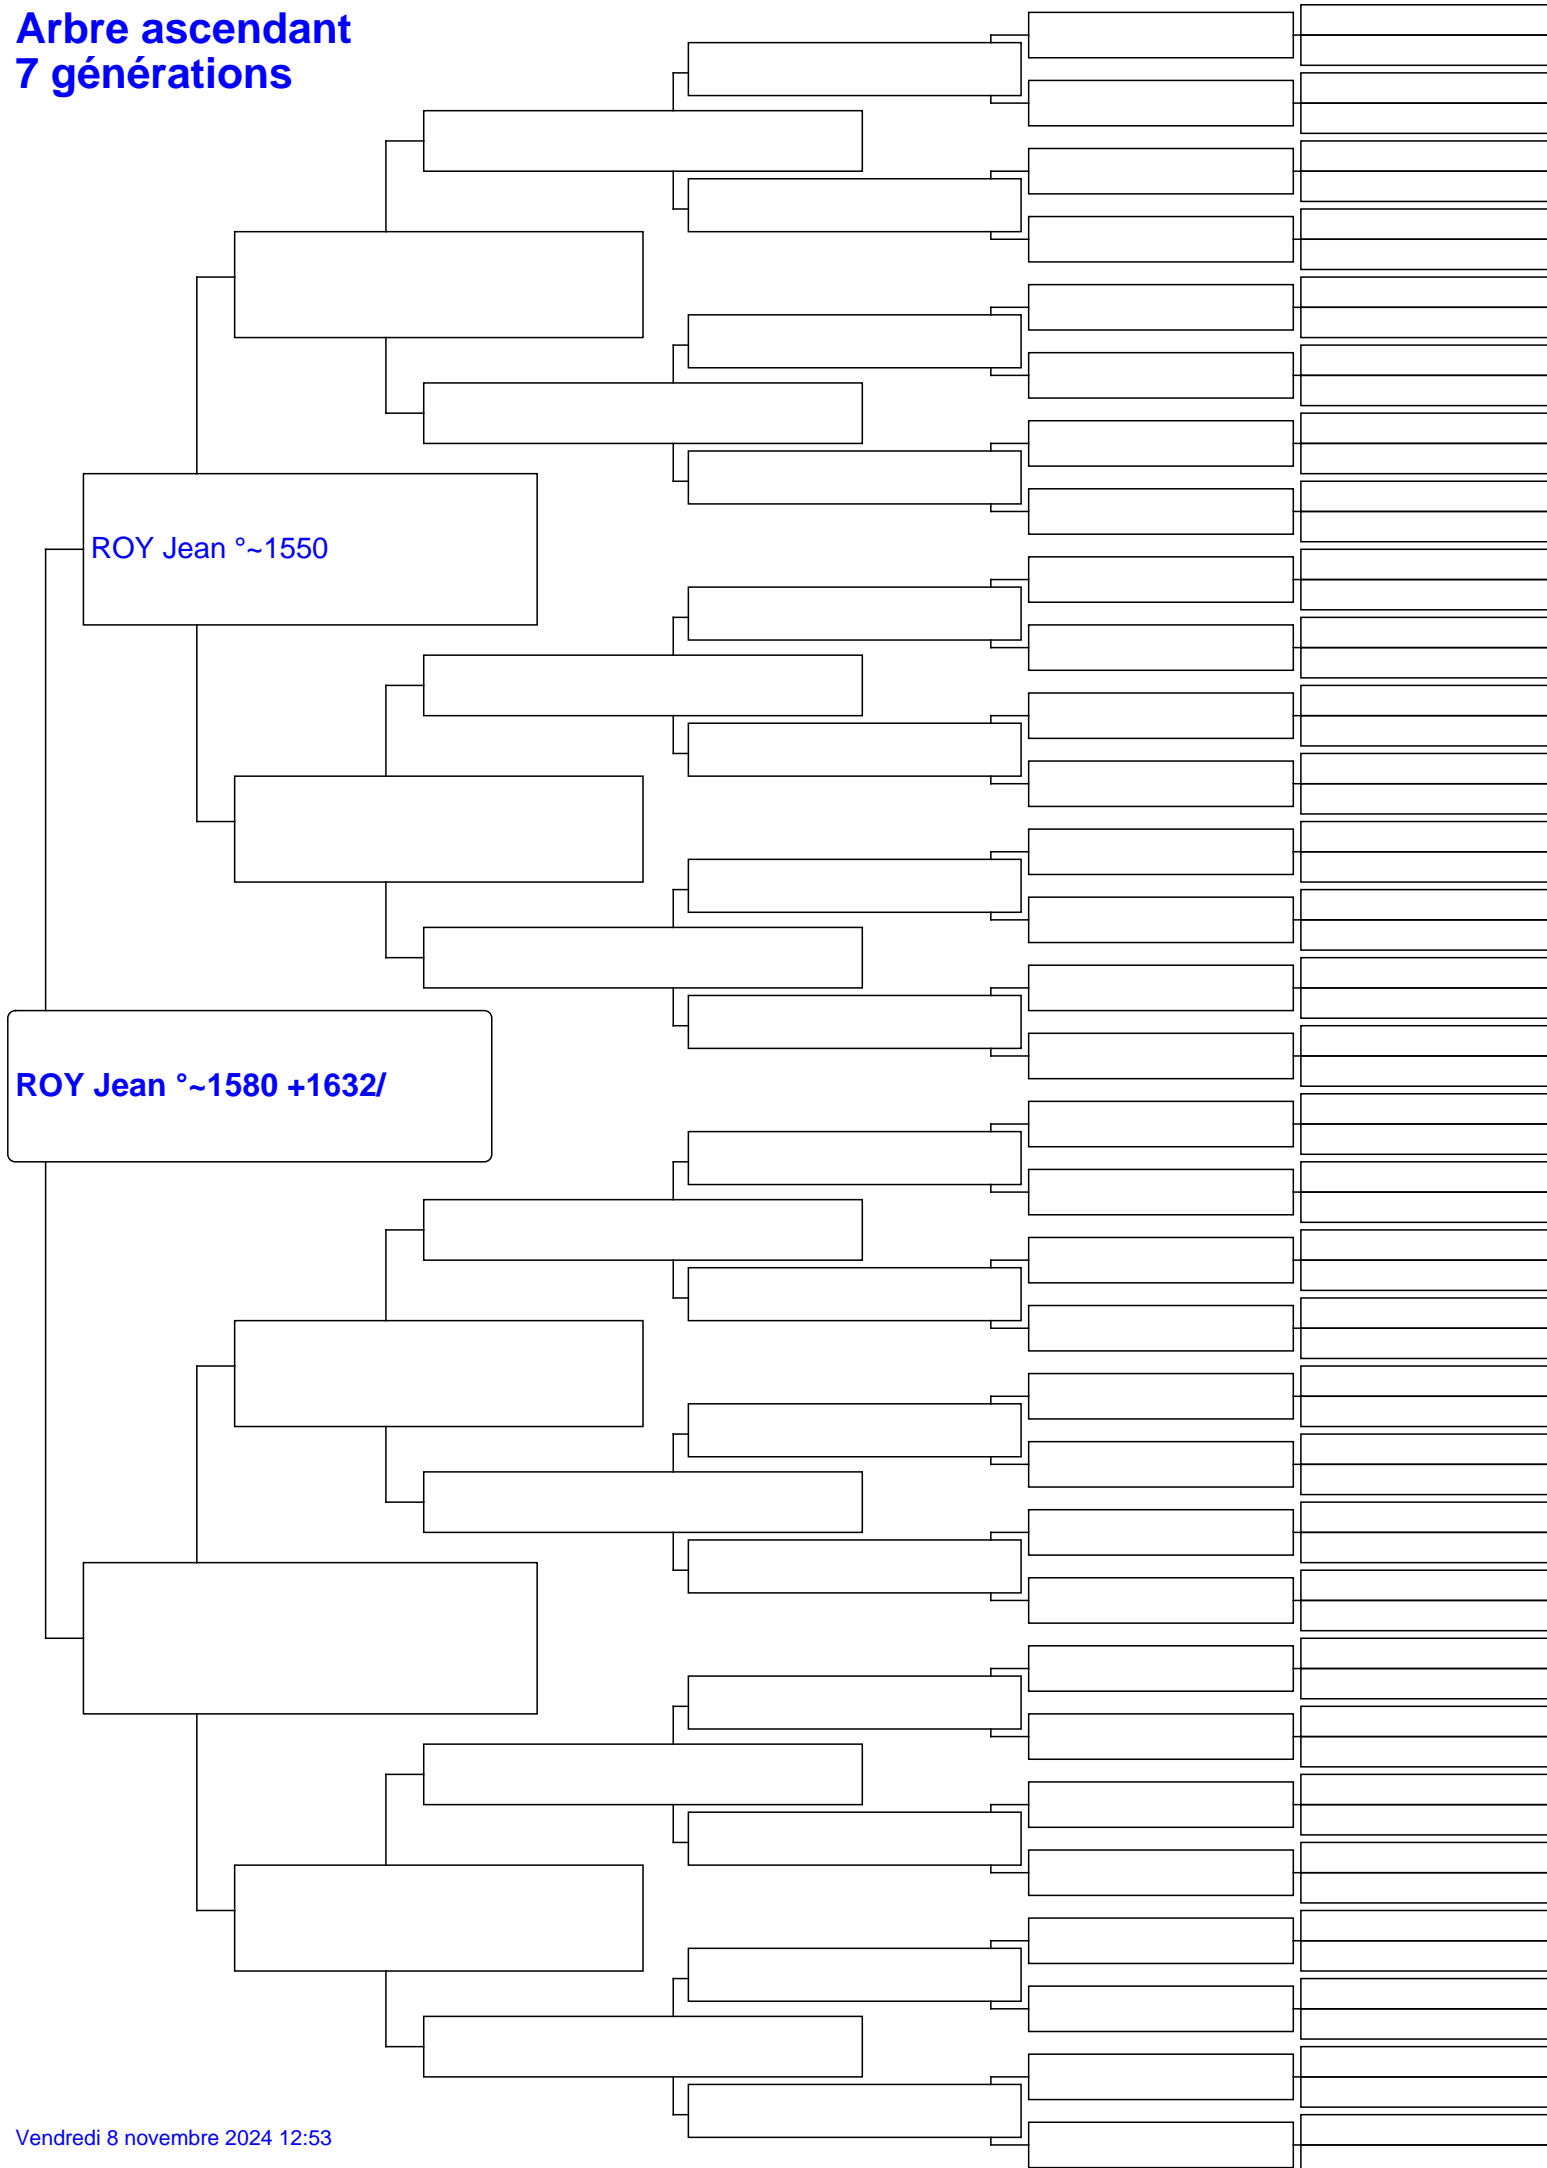 Arbre ascendant
7 générations
ROY Jean °~1550
ROY Jean °~1580 +1632/
Vendredi 8 novembre 2024 12:53